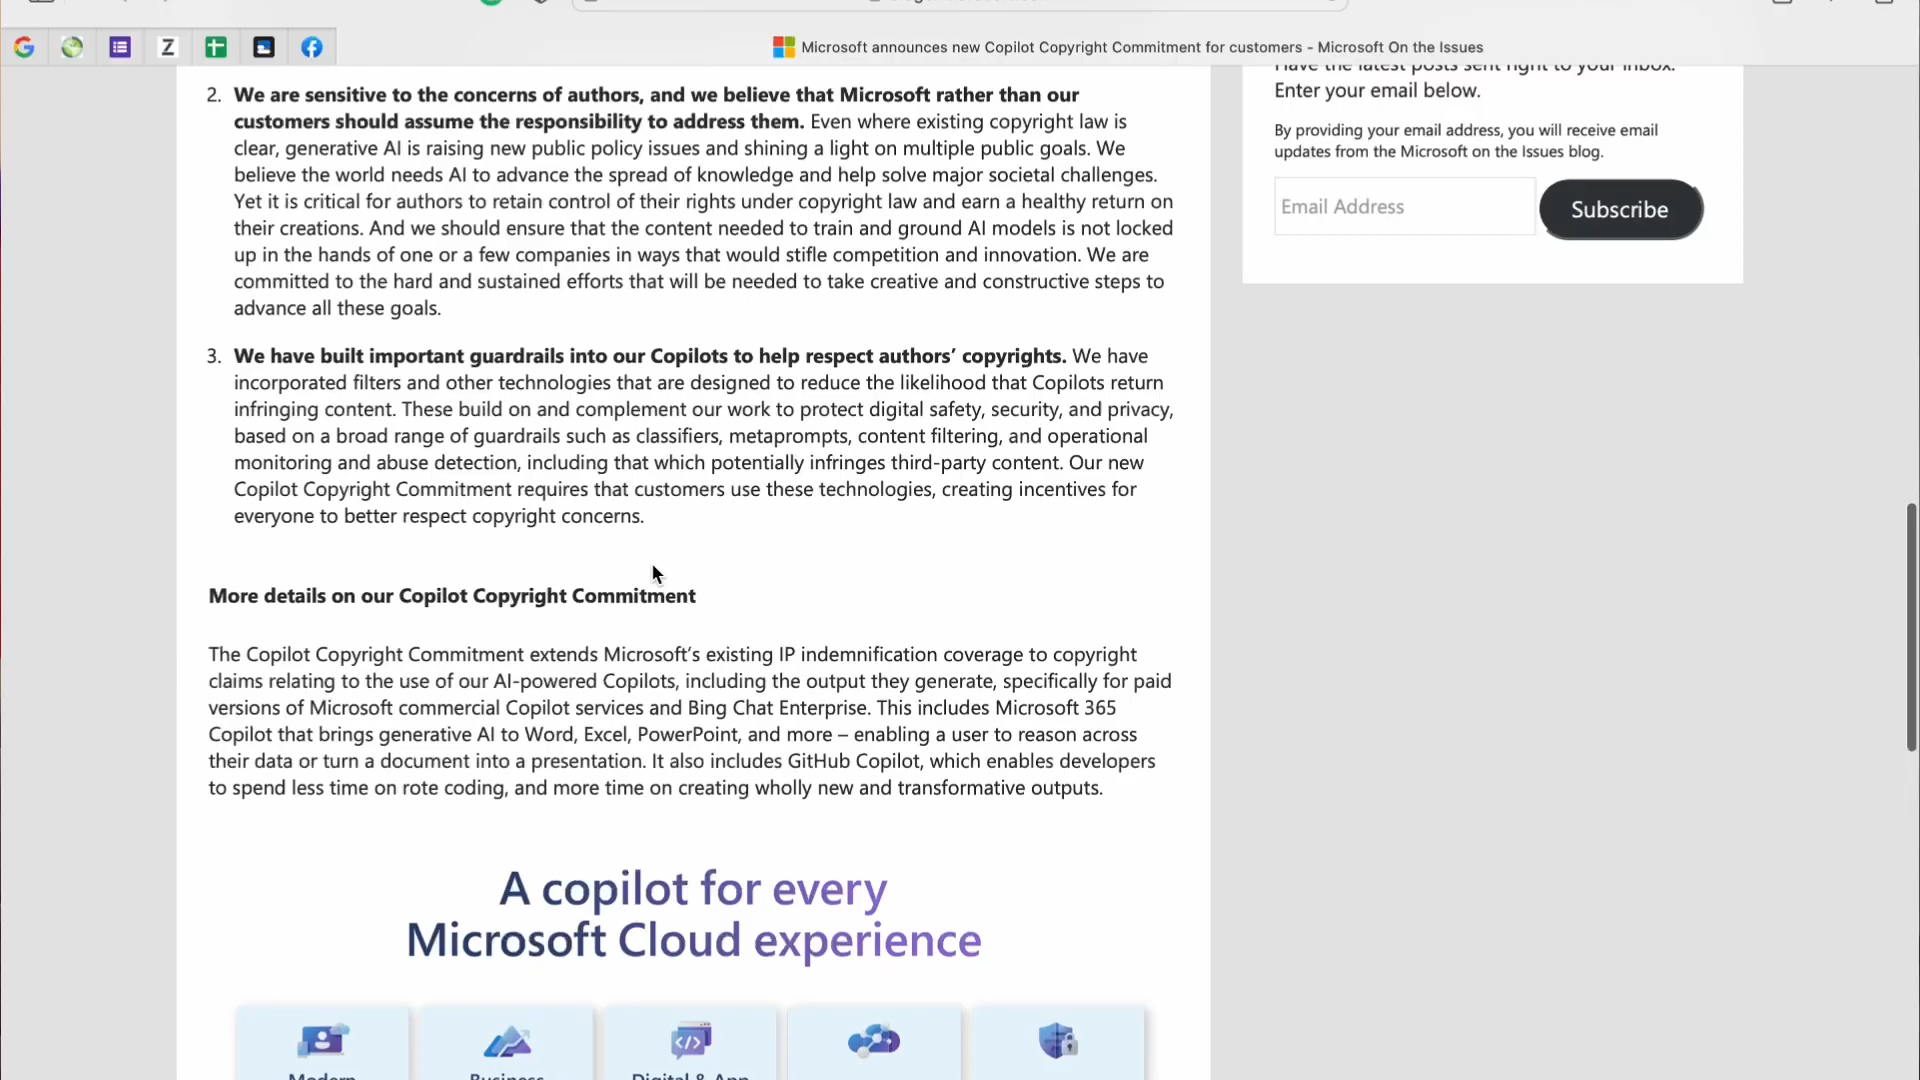 Microsoft announces new Copilot Copyright Commitment for customers - Microsoft On the Issues
2. We are sensitive to the concerns of authors, and we believe that Microsoft rather than our
customers should assume the responsibility to address them. Even where existing copyright law is
clear, generative AI is raising new public policy issues and shining a light on multiple public goals. We
believe the world needs AI to advance the spread of knowledge and help solve major societal challenges.
Yet it is critical for authors to retain control of their rights under copyright law and earn a healthy return on
their creations. And we should ensure that the content needed to train and ground AI models is not locked
up in the hands of one or a few companies in ways that would stifle competition and innovation. We are
committed to the hard and sustained efforts that will be needed to take creative and constructive steps to
advance all these goals.
3. We have built important guardrails into our Copilots to help respect authors’ copyrights. We have
incorporated filters and other technologies that are designed to reduce the likelihood that Copilots return
infringing content. These build on and complement our work to protect digital safety, security, and privacy,
based on a broad range of guardrails such as classifiers, metaprompts, content filtering, and operational
monitoring and abuse detection, including that which potentially infringes third-party content. Our new
Copilot Copyright Commitment requires that customers use these technologies, creating incentives for
everyone to better respect copyright concerns.
More details on our Copilot Copyright Commitment
The Copilot Copyright Commitment extends Microsoft’s existing IP indemnification coverage to copyright
claims relating to the use of our AI-powered Copilots, including the output they generate, specifically for paid
versions of Microsoft commercial Copilot services and Bing Chat Enterprise. This includes Microsoft 365
Copilot that brings generative AI to Word, Excel, PowerPoint, and more – enabling a user to reason across
their data or turn a document into a presentation. It also includes GitHub Copilot, which enables developers
to spend less time on rote coding, and more time on creating wholly new and transformative outputs.
A copilot for every
Microsoft Cloud experience
Modern
Business
Digital & App
Have the latest posts sent right to your inbox.
Enter your email below.
By providing your email address, you will receive email
updates from the Microsoft on the Issues blog.
Email Address
Subscribe